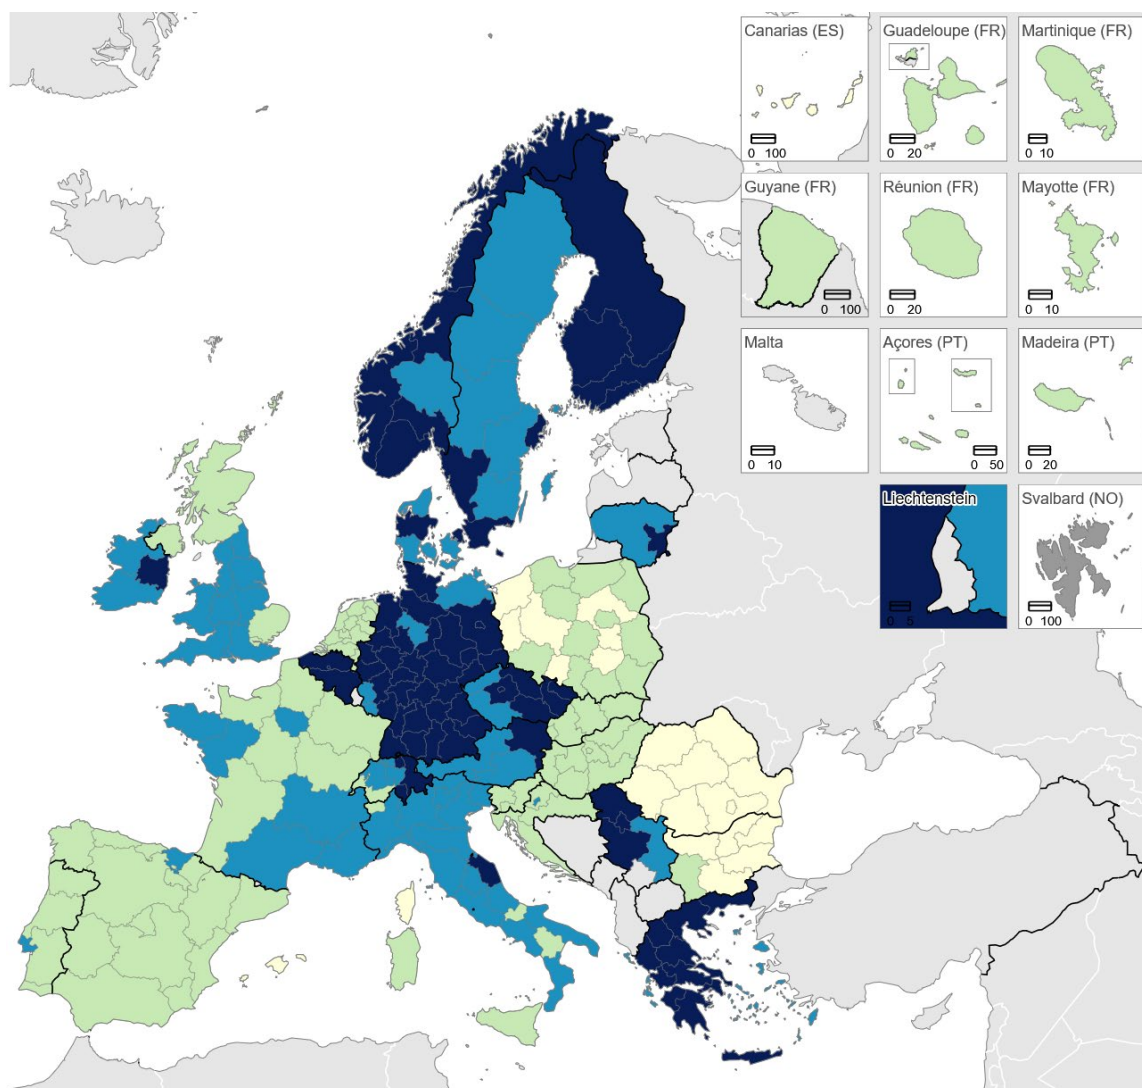 Canarias (ES)
0 100
Guadeloupe (FR)
0 20
Martinique (FR)
0 10
Guyane (FR)
0 100
Réunion (FR)
0 20
Mayotte (FR)
0 10
Malta
0 10
Açores (PT)
0 50
Madeira (PT)
0 20
Liechtenstein
0 5
Svalbard (NO)
0 100